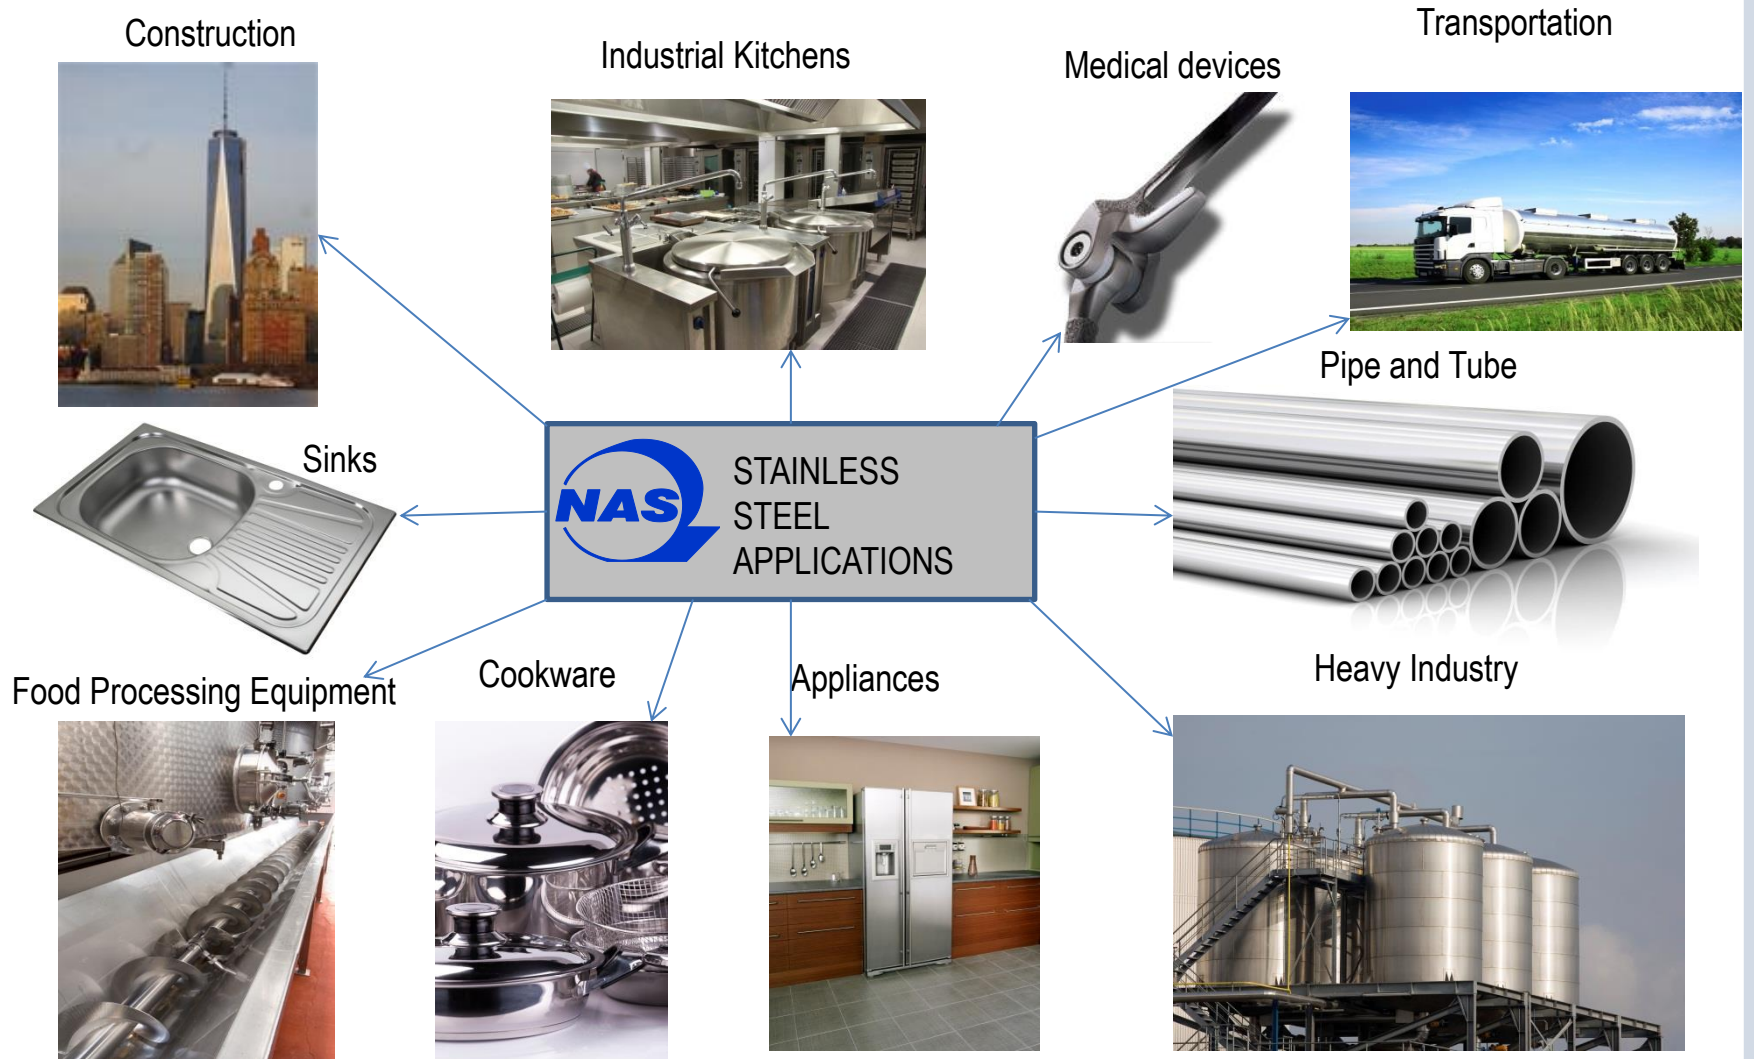 Construction
Industrial Kitchens
Medical devices
Transportation
Pipe and Tube
Sinks
NAS
STAINLESS
STEEL
APPLICATIONS
Food Processing Equipment
Cookware
Appliances
Heavy Industry